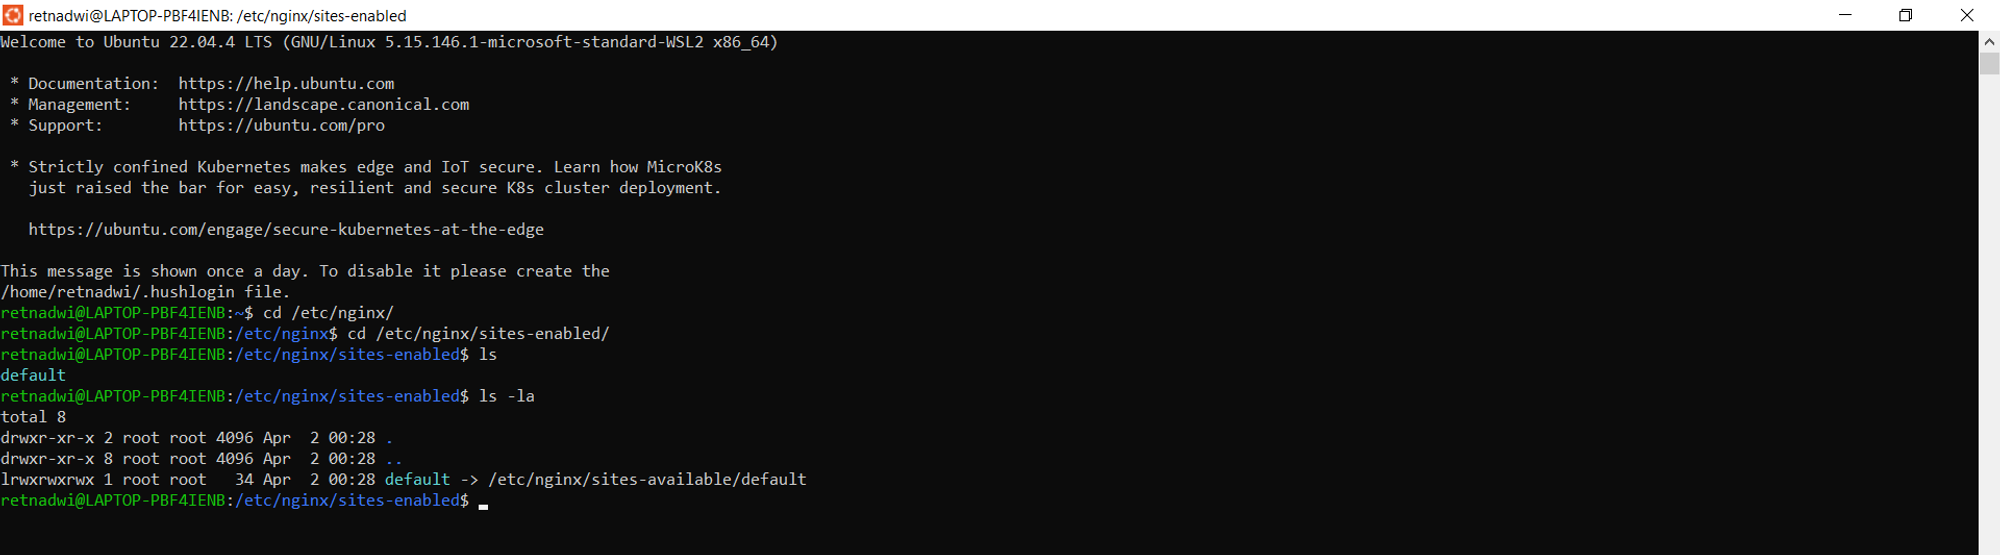 retnadwi@LAPTOP-PBF4IENB: /etc/nginx/sites-enabled
Welcome to Ubuntu 22.04.4 LTS (GNU/Linux 5.15.146.1-microsoft-standard-WSL2 x86_64)
* Documentation:  https://help.ubuntu.com
* Management:     https://landscape.canonical.com
* Support:        https://ubuntu.com/pro
* Strictly confined Kubernetes makes edge and IoT secure. Learn how MicroK8s
just raised the bar for easy, resilient and secure K8s cluster deployment.
https://ubuntu.com/engage/secure-kubernetes-at-the-edge
This message is shown once a day. To disable it please create the
/home/retnadwi/.hushlogin file.
retnadwi@LAPTOP-PBF4IENB:~$ cd /etc/nginx/
retnadwi@LAPTOP-PBF4IENB:/etc/nginx$ cd /etc/nginx/sites-enabled/
retnadwi@LAPTOP-PBF4IENB:/etc/nginx/sites-enabled$ ls
default
retnadwi@LAPTOP-PBF4IENB:/etc/nginx/sites-enabled$ ls -la
total 8
drwxr-xr-x 2 root root 4096 Apr  2 00:28 .
drwxr-xr-x 8 root root 4096 Apr  2 00:28 ..
lrwxrwxrwx 1 root root   34 Apr  2 00:28 default -> /etc/nginx/sites-available/default
retnadwi@LAPTOP-PBF4IENB:/etc/nginx/sites-enabled$